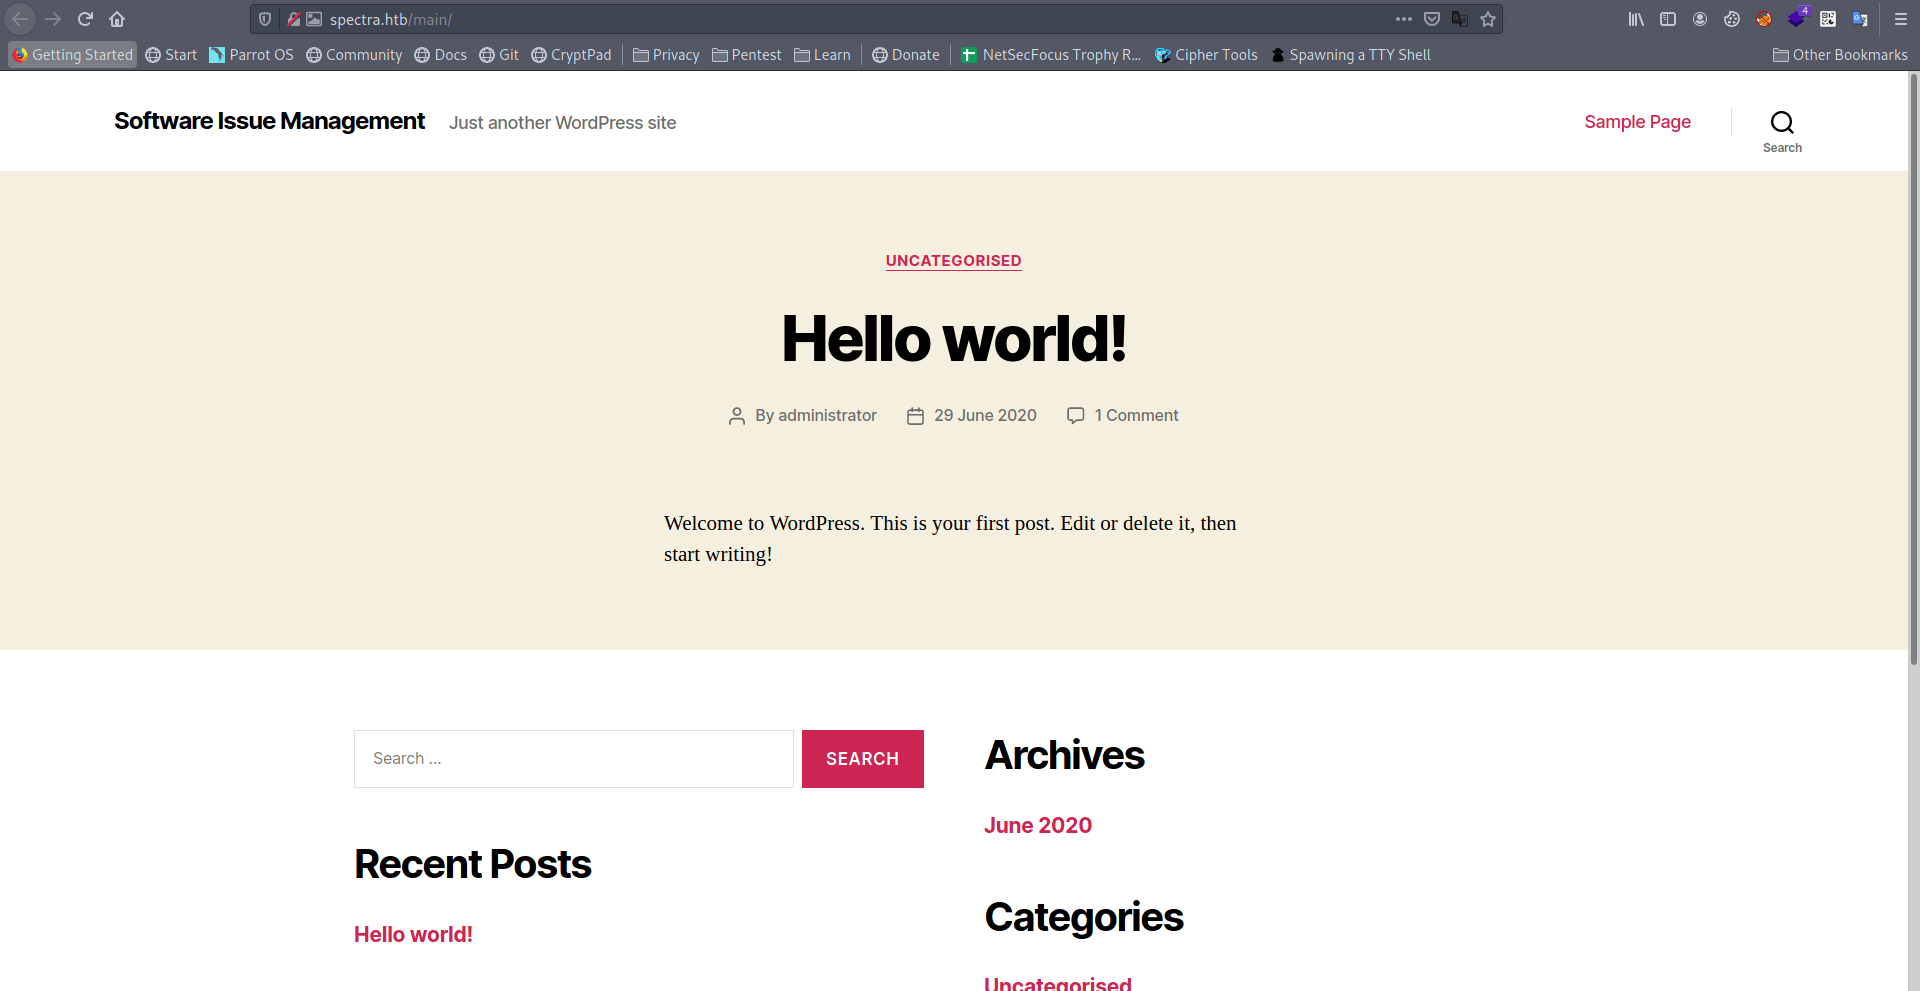 spectra.htb/main/
4
Getting Started Start Parrot OS Community Docs Git CryptPad Privacy Pentest Learn Donate NetSecFocus Trophy R... Cipher Tools Spawning a TTY Shell Other Bookmarks
Software Issue Management Just another WordPress site Sample Page
Search
UNCATEGORISED
Hello world!
By administrator 29 June 2020 1 Comment
Welcome to WordPress. This is your first post. Edit or delete it, then
start writing!
Search …
SEARCH
Recent Posts
Hello world!
Archives
June 2020
Categories
Uncategorised